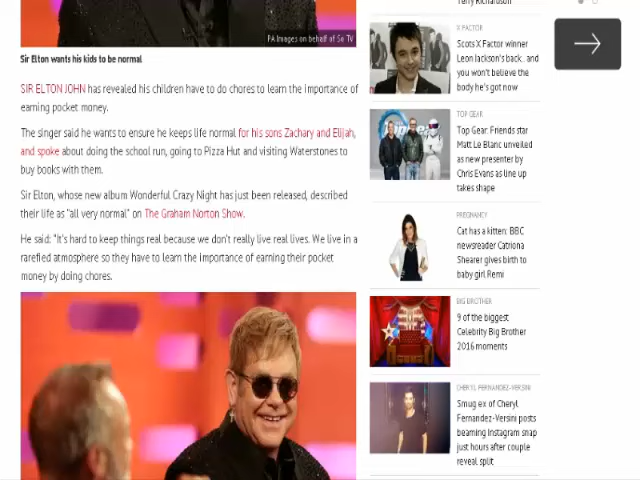 Terry Richardson
PA Images on behalf of So TV
Sir Elton wants his kids to be normal
SIR ELTON JOHN has revealed his children have to do chores to learn the importance of
earning pocket money.
The singer said he wants to ensure he keeps life normal for his sons Zachary and Elijah,
and spoke about doing the school run, going to Pizza Hut and visiting Waterstones to
buy books with them.
Sir Elton, whose new album Wonderful Crazy Night has just been released, described
their life as "all very normal" on The Graham Norton Show.
He said: "It's hard to keep things real because we don't really live real lives. We live in a
rarefied atmosphere so they have to learn the importance of earning their pocket
money by doing chores.
X FACTOR
Scots X Factor winner
Leon Jackson's back.. and
you won't believe the
body he's got now
TOP GEAR
Top Gear: Friends star
Matt Le Blanc unveiled
as new presenter by
Chris Evans as line up
takes shape
PREGNANCY
Cat has a kitten: BBC
newsreader Catriona
Shearer gives birth to
baby girl Remi
BIG BROTHER
9 of the biggest
Celebrity Big Brother
2016 moments
CHERYL FERNANDEZ-VERSINI
Smug ex of Cheryl
Fernandez-Versini posts
beaming Instagram snap
just hours after couple
reveal split